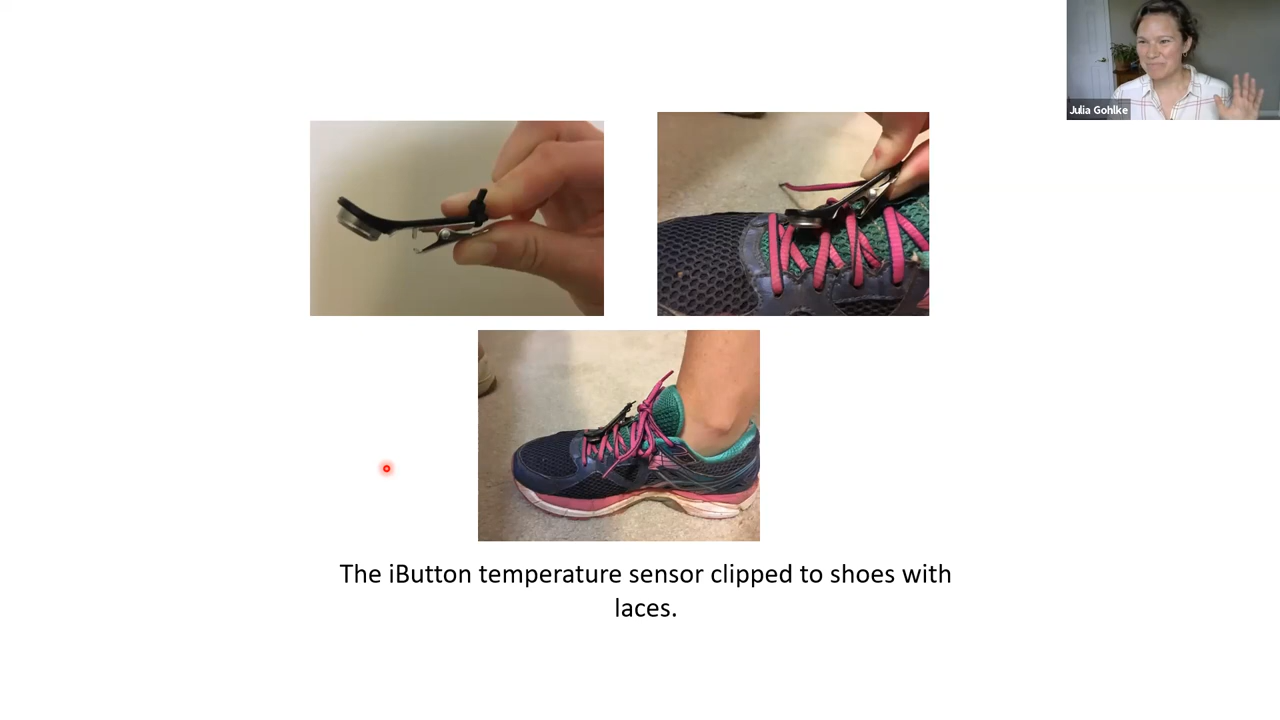 Julia Gohlke
The iButton temperature sensor clipped to shoes with
laces.